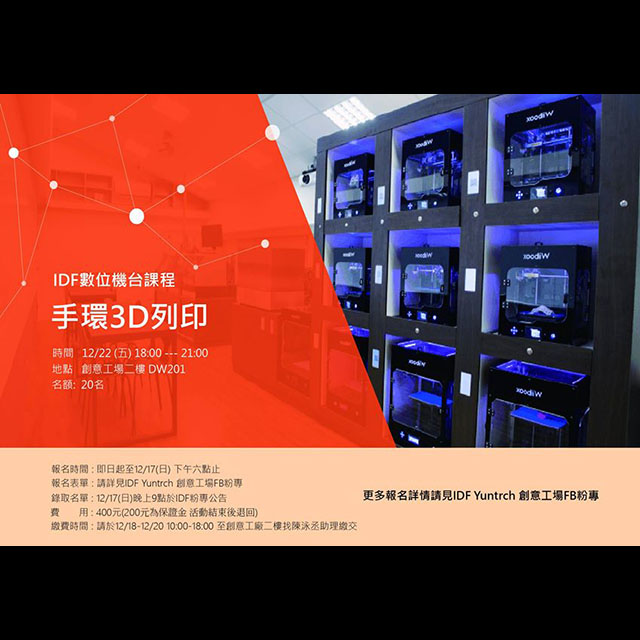 IDF數位機台課程
手環3D列印
時間 12/22 (五) 18:00 --- 21:00
地點 創意工場二樓 DW201
名額: 20名
報名時間 : 即日起至12/17(日) 下午六點止
報名表單 : 請詳見IDF Yuntrch 創意工場FB粉專
錄取名單 : 12/17(日)晚上9點於IDF粉專公告
費 用 : 400元(200元為保證金 活動結束後退回)
繳費時間 : 請於12/18-12/20 10:00-18:00 至創意工廠二樓找陳泳丞助理繳交
更多報名詳情請見IDF Yuntrch 創意工場FB粉專
Wiboox
Wiboox
Wiboox
Wiboox
Wiboox
Wiboox
Wiboox
Wiboox